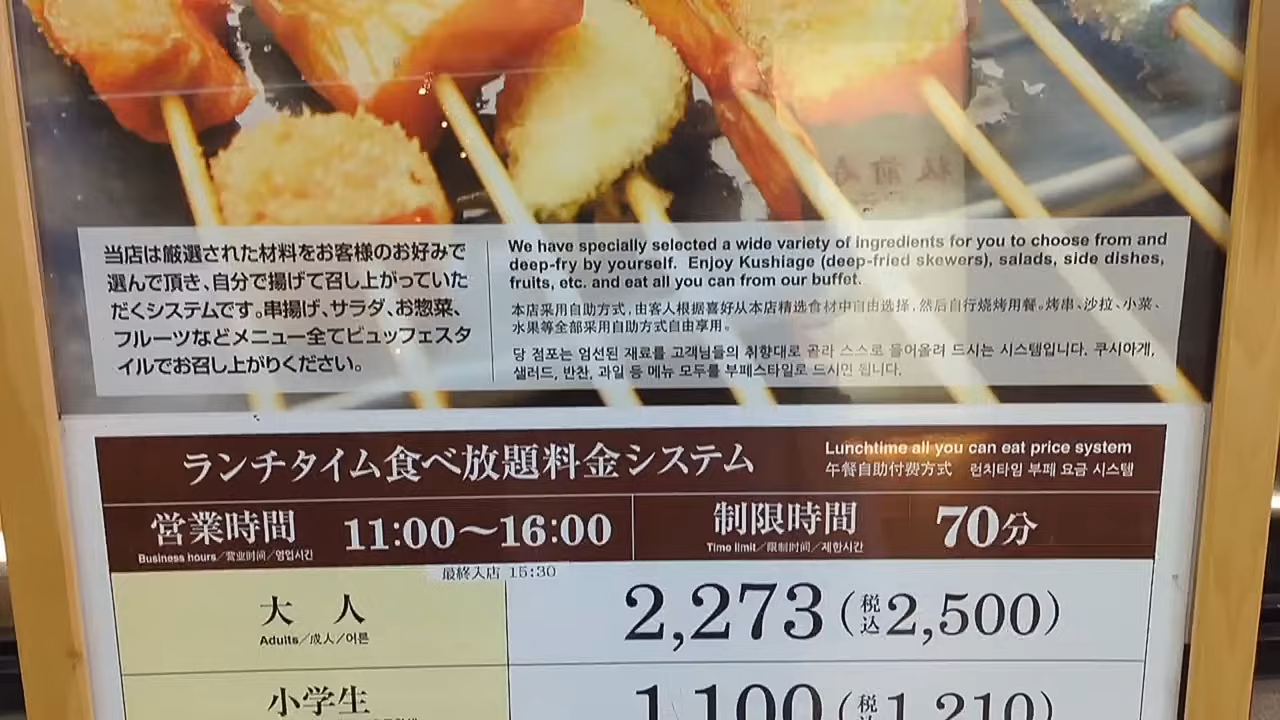 当店は厳選された材料をお客様のお好みで
選んで頂き、自分で揚げて召し上がっていた
だくシステムです。串揚げ、サラダ、お惣菜、
フルーツなどメニュー全てビュッフェスタ
イルでお召し上がりください。
We have specially selected a wide variety of ingredients for you to choose from and
deep-fry by yourself. Enjoy Kushiage (deep-fried skewers), salads, side dishes,
fruits, etc. and eat all you can from our buffet.
本店采用自助方式，由客人根据喜好从本店精选食材中自由选择，然后自行烧烤用餐。烤串、沙拉、小菜、
水果等全部采用自助方式自由享用。
당 점포는 엄선된 재료를 고객님들의 취향대로 골라 스스로 튀어올려 드시는 시스템입니다. 쿠시아게,
샐러드, 반찬, 과일 등 메뉴 모두를 부페스타일로 드시면 됩니다.
ランチタイム食べ放題料金システム
Lunchtime all you can eat price system
午餐自助付费方式 런치타임 부페 요금 시스템
営業時間 11:00～16:00
Business hours／营业时间／영업시간
制限時間 70分
Time limit／限制时间／제한시간
最終入店 15:30
大人
Adults／成人／어른
2,273(税込2,500)
小学生
1,100(税込1,210)